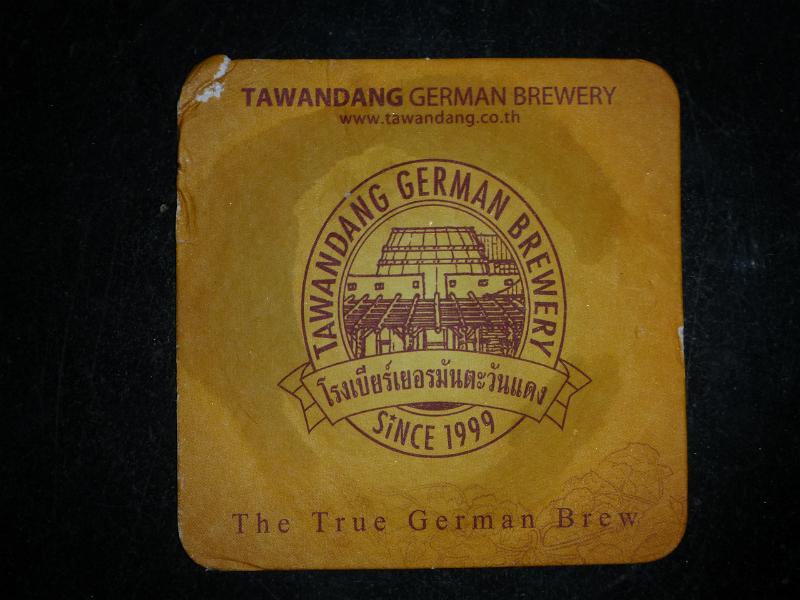 TAWANDANG GERMAN BREWERY
www.tawandang.co.th
TAWANDANG GERMAN BREWERY
โรงเบียร์เยอรมันตะวันแดง
SiNCE 1999
The True German Brew